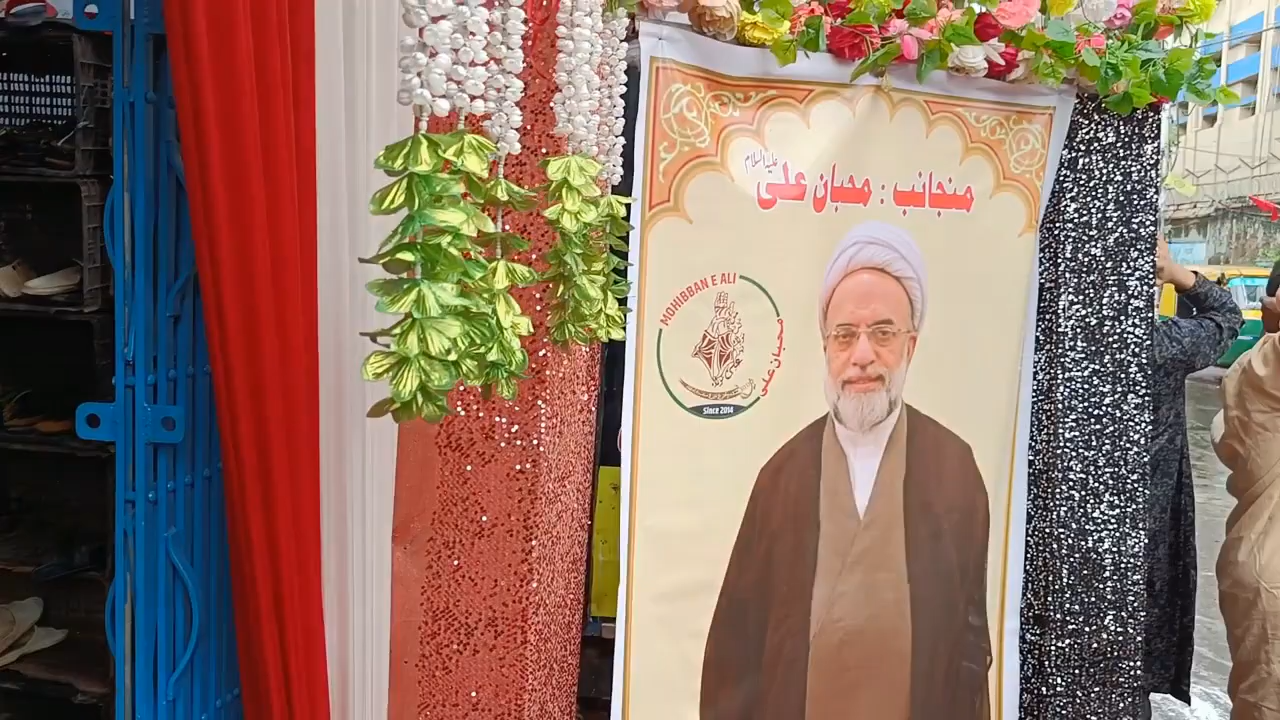 علیہ السلام
منجانب : محبان علی
MOHIBBAN E ALI
محبان علی
Since 2014